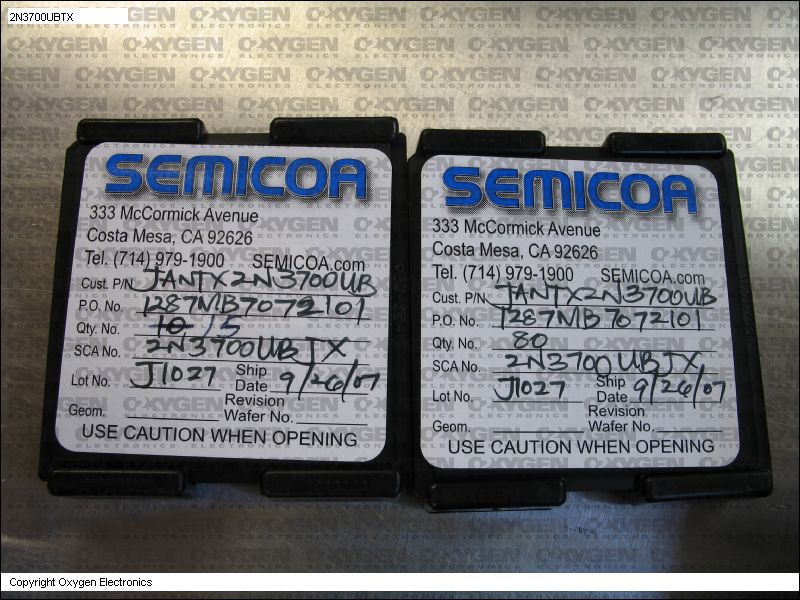 2N3700UBTX
SEMICOA
333 McCormick Avenue
Costa Mesa, CA 92626
Tel. (714) 979-1900 SEMICOA.com
Cust. P/N JANTX2N3700UB
P.O. No. 1287MB7072101
Qty. No. 10 15
SCA No. 2N3700UBTX
Lot No. J1027 Ship Date 9/26/07
Revision
Geom. Wafer No.
USE CAUTION WHEN OPENING
SEMICOA
333 McCormick Avenue
Costa Mesa, CA 92626
Tel. (714) 979-1900 SEMICOA.com
Cust. P/N JANTX2N3700UB
P.O. No. 1287MB7072101
Qty. No. 80
SCA No. 2N3700UBTX
Lot No. J1027 Ship Date 9/26/07
Revision
Geom. Wafer No.
USE CAUTION WHEN OPENING
Copyright Oxygen Electronics